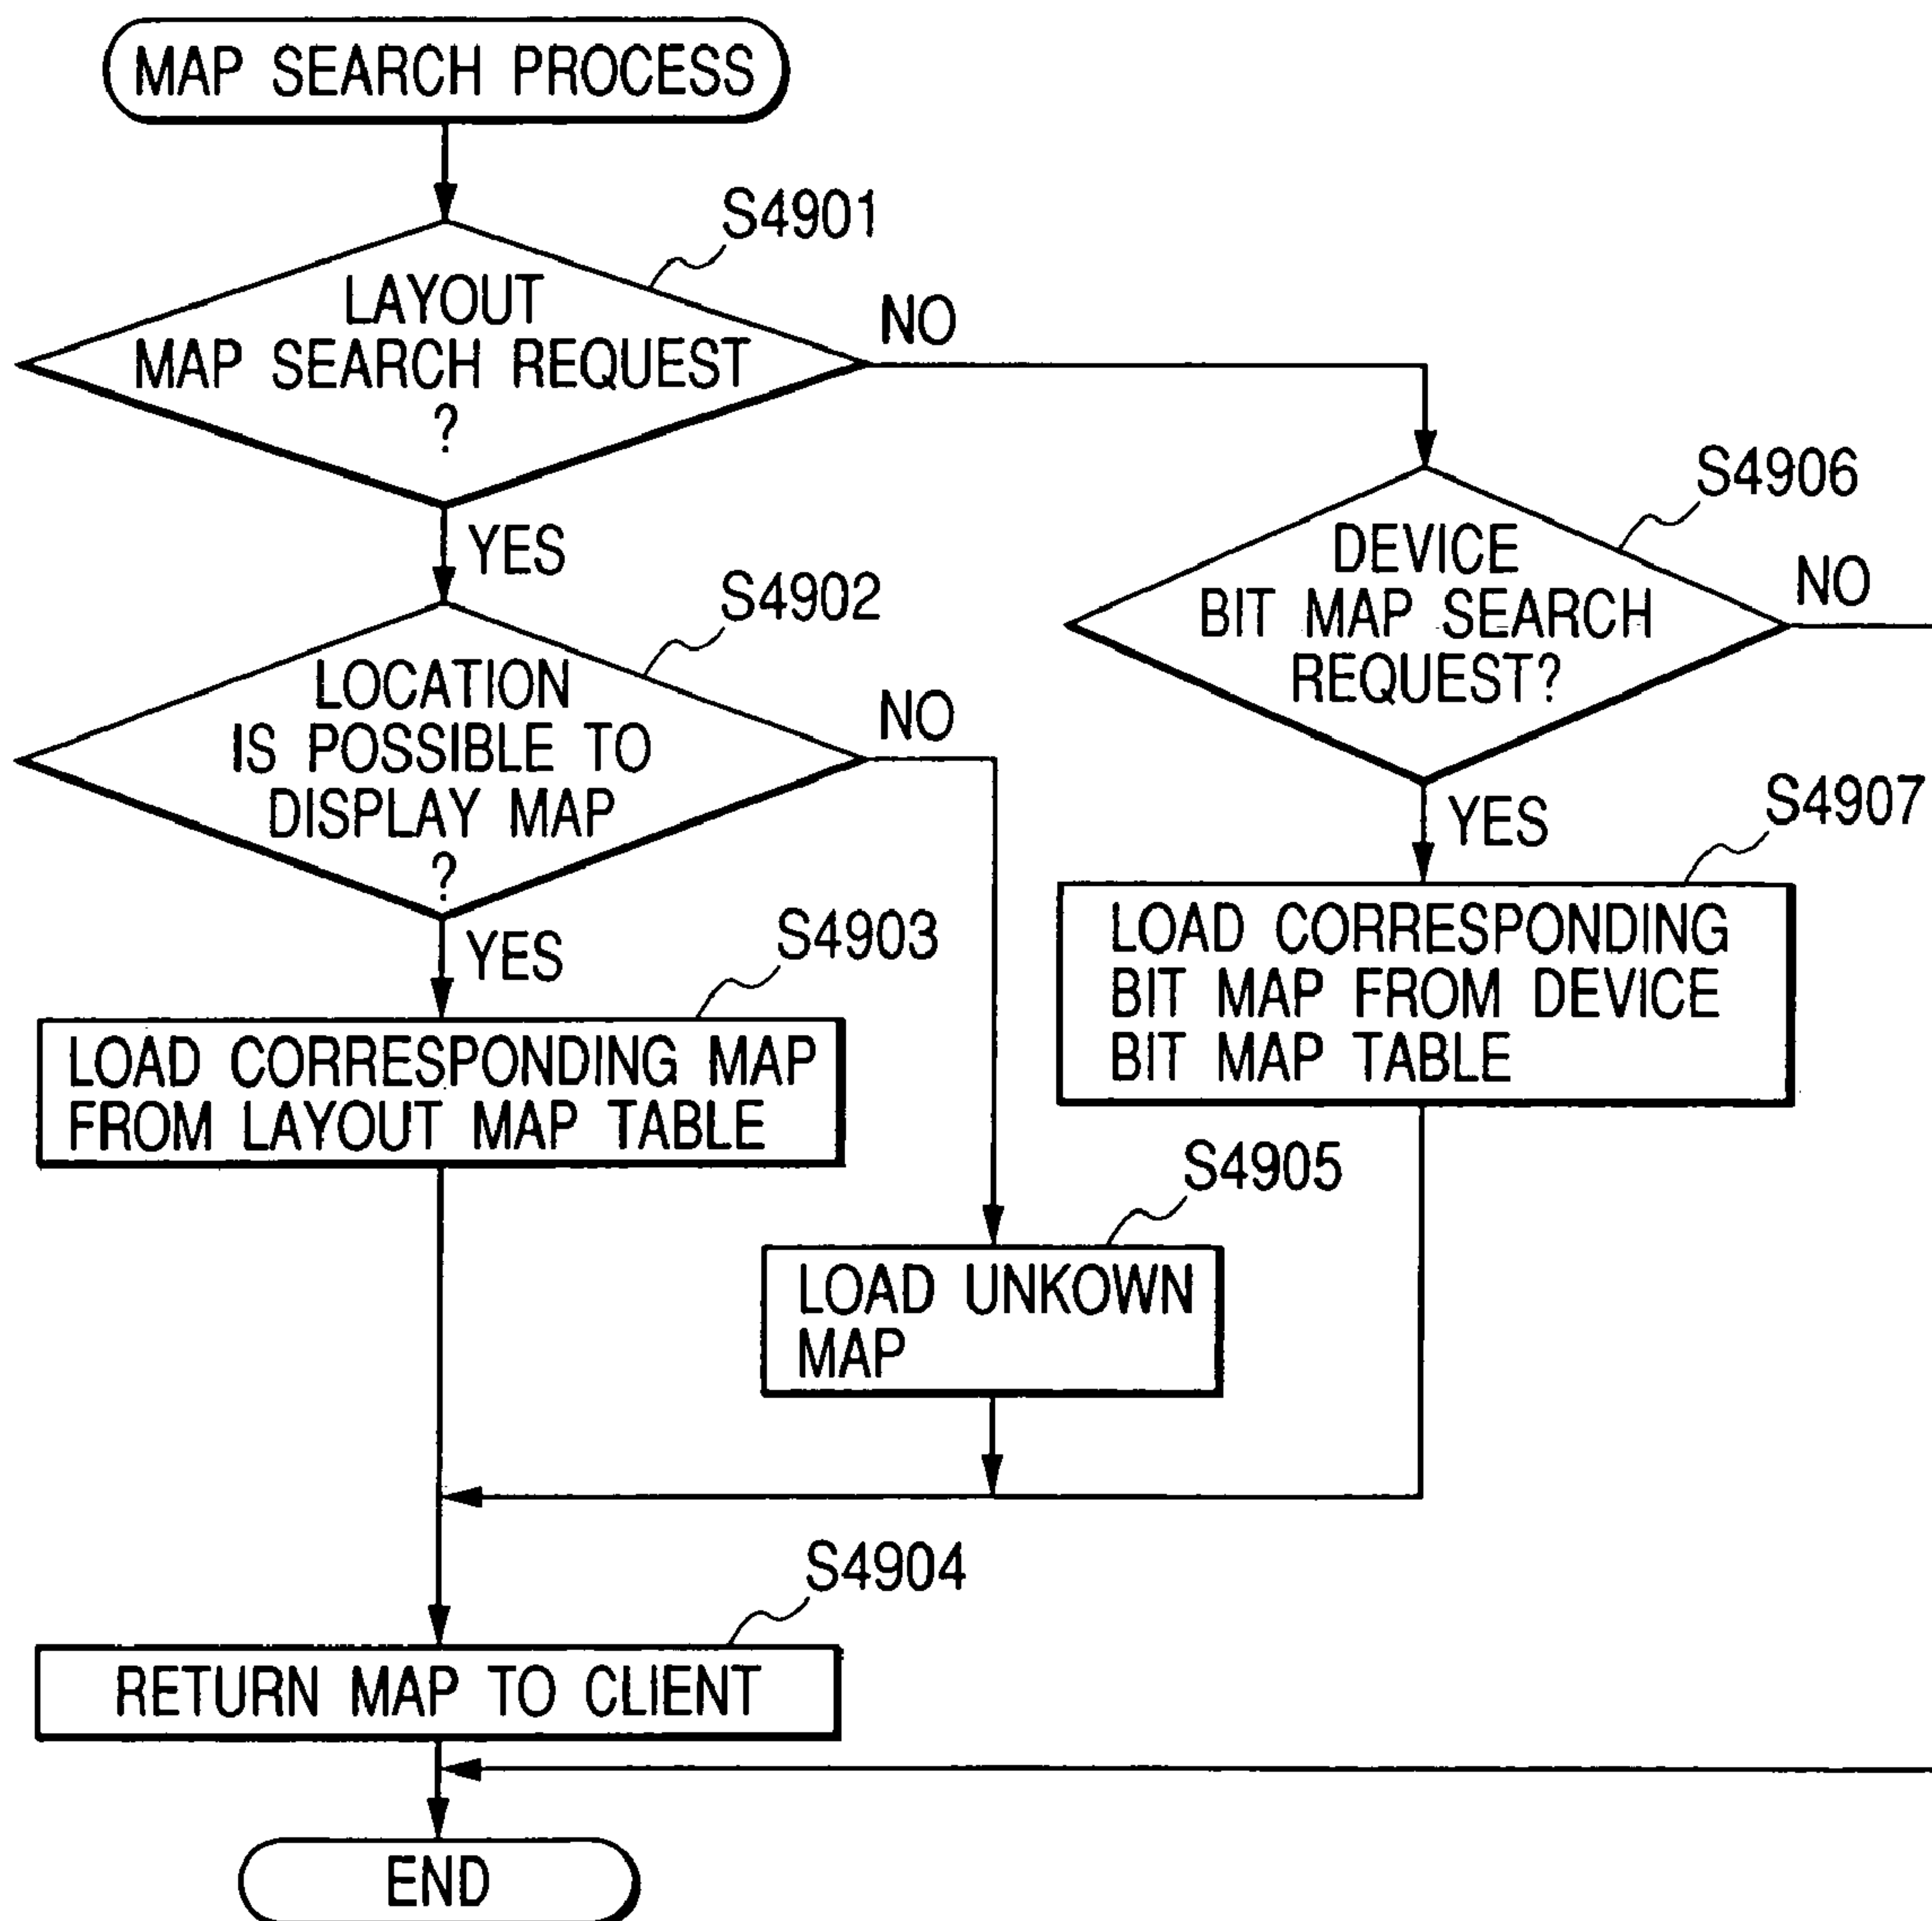 MAP SEARCH PROCESS
S4901
LAYOUT
MAP SEARCH REQUEST
?
NO
YES
S4902
LOCATION
IS POSSIBLE TO
DISPLAY MAP
?
NO
YES
S4903
LOAD CORRESPONDING MAP
FROM LAYOUT MAP TABLE
S4906
DEVICE
BIT MAP SEARCH
REQUEST?
NO
YES
S4907
LOAD CORRESPONDING
BIT MAP FROM DEVICE
BIT MAP TABLE
S4905
LOAD UNKOWN
MAP
S4904
RETURN MAP TO CLIENT
END